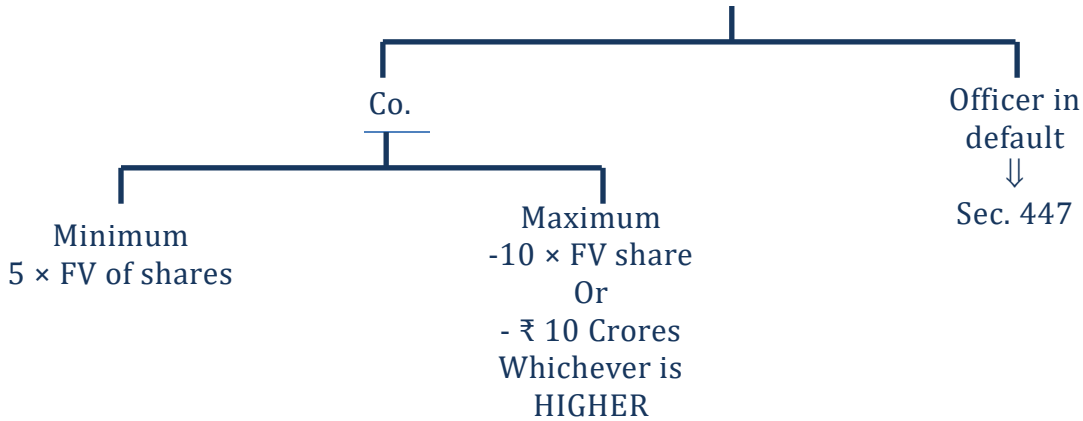 Co.
Minimum
5 × FV of shares
Maximum
-10 × FV share
Or
- ₹ 10 Crores
Whichever is
HIGHER
Officer in
default
⇓
Sec. 447